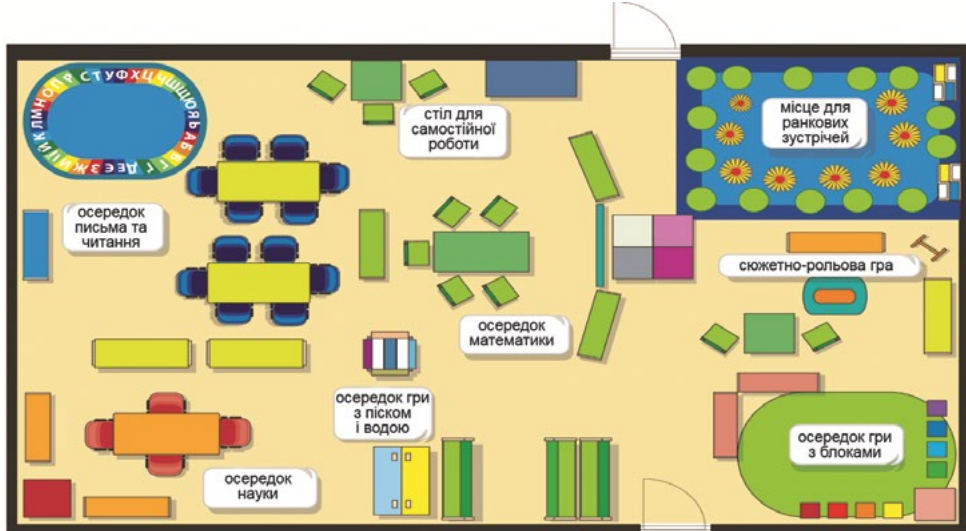 АБВГҐДЕЄЖЗИІЇЙКЛМНОПРСТУФХЦЧШЩЮЯЬ
стіл для
самостійної
роботи
місце для
ранкових
зустрічей
осередок
письма та
читання
сюжетно-рольова гра
осередок
математики
осередок гри
з піском
і водою
осередок гри
з блоками
осередок
науки